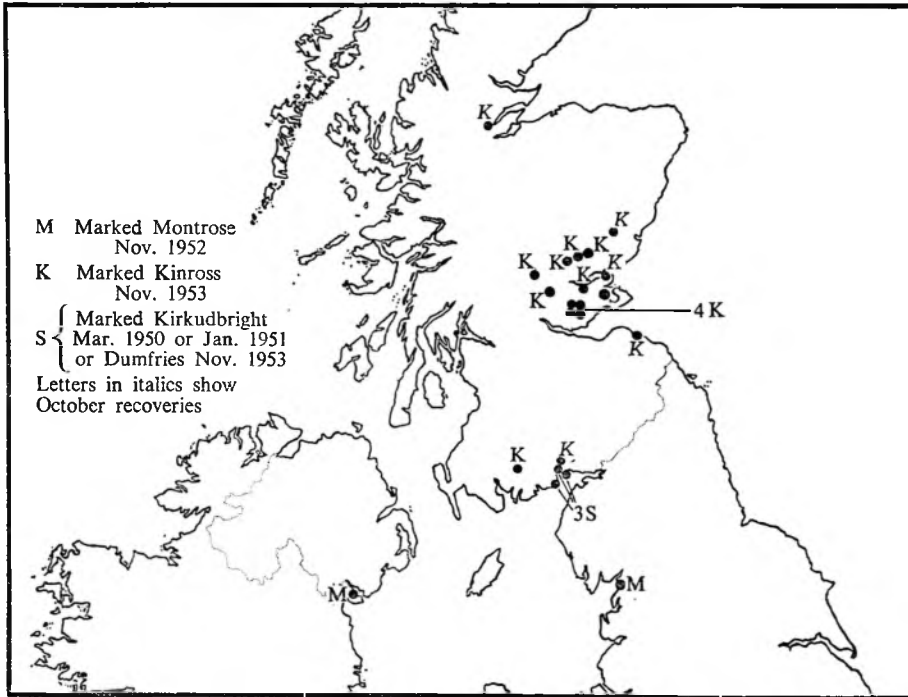 K
K
M Marked Montrose
Nov. 1952
K K
K K K K
K Marked Kinross
Nov. 1953
K K S
4 K
S { Marked Kirkudbright
Mar. 1950 or Jan. 1951
or Dumfries Nov. 1953
K
Letters in italics show
October recoveries
K K
3S
M M